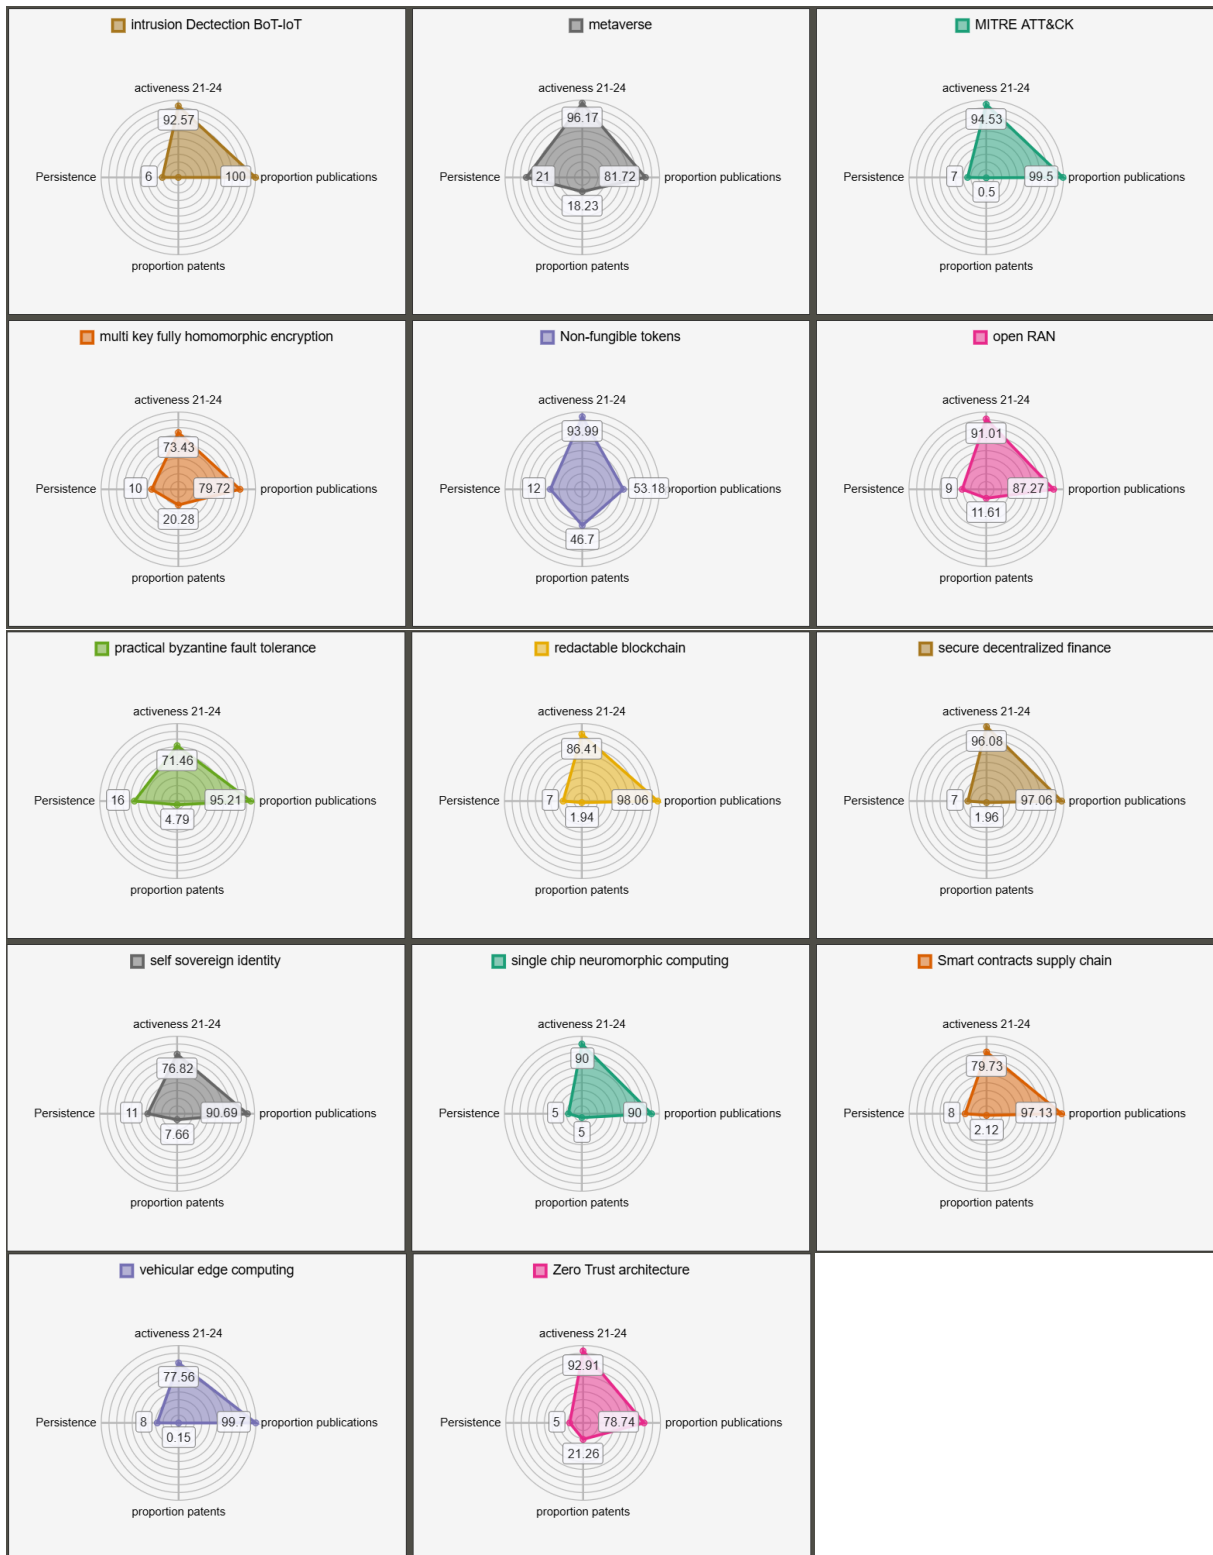 intrusion Dectection BoT-IoT
activeness 21-24
92.57
Persistence 6 100 proportion publications
proportion patents
metaverse
activeness 21-24
96.17
Persistence 21 81.72 proportion publications
18.23
proportion patents
MITRE ATT&CK
activeness 21-24
94.53
Persistence 7 99.5 proportion publications
0.5
proportion patents
multi key fully homomorphic encryption
activeness 21-24
73.43
Persistence 10 79.72 proportion publications
20.28
proportion patents
Non-fungible tokens
activeness 21-24
93.99
Persistence 12 53.18 proportion publications
46.7
proportion patents
open RAN
activeness 21-24
91.01
Persistence 9 87.27 proportion publications
11.61
proportion patents
practical byzantine fault tolerance
activeness 21-24
71.46
Persistence 16 95.21 proportion publications
4.79
proportion patents
redactable blockchain
activeness 21-24
86.41
Persistence 7 98.06 proportion publications
1.94
proportion patents
secure decentralized finance
activeness 21-24
96.08
Persistence 7 97.06 proportion publications
1.96
proportion patents
self sovereign identity
activeness 21-24
76.82
Persistence 11 90.69 proportion publications
7.66
proportion patents
single chip neuromorphic computing
activeness 21-24
90
Persistence 5 90 proportion publications
5
proportion patents
Smart contracts supply chain
activeness 21-24
79.73
Persistence 8 97.13 proportion publications
2.12
proportion patents
vehicular edge computing
activeness 21-24
77.56
Persistence 8 99.7 proportion publications
0.15
proportion patents
Zero Trust architecture
activeness 21-24
92.91
Persistence 5 78.74 proportion publications
21.26
proportion patents